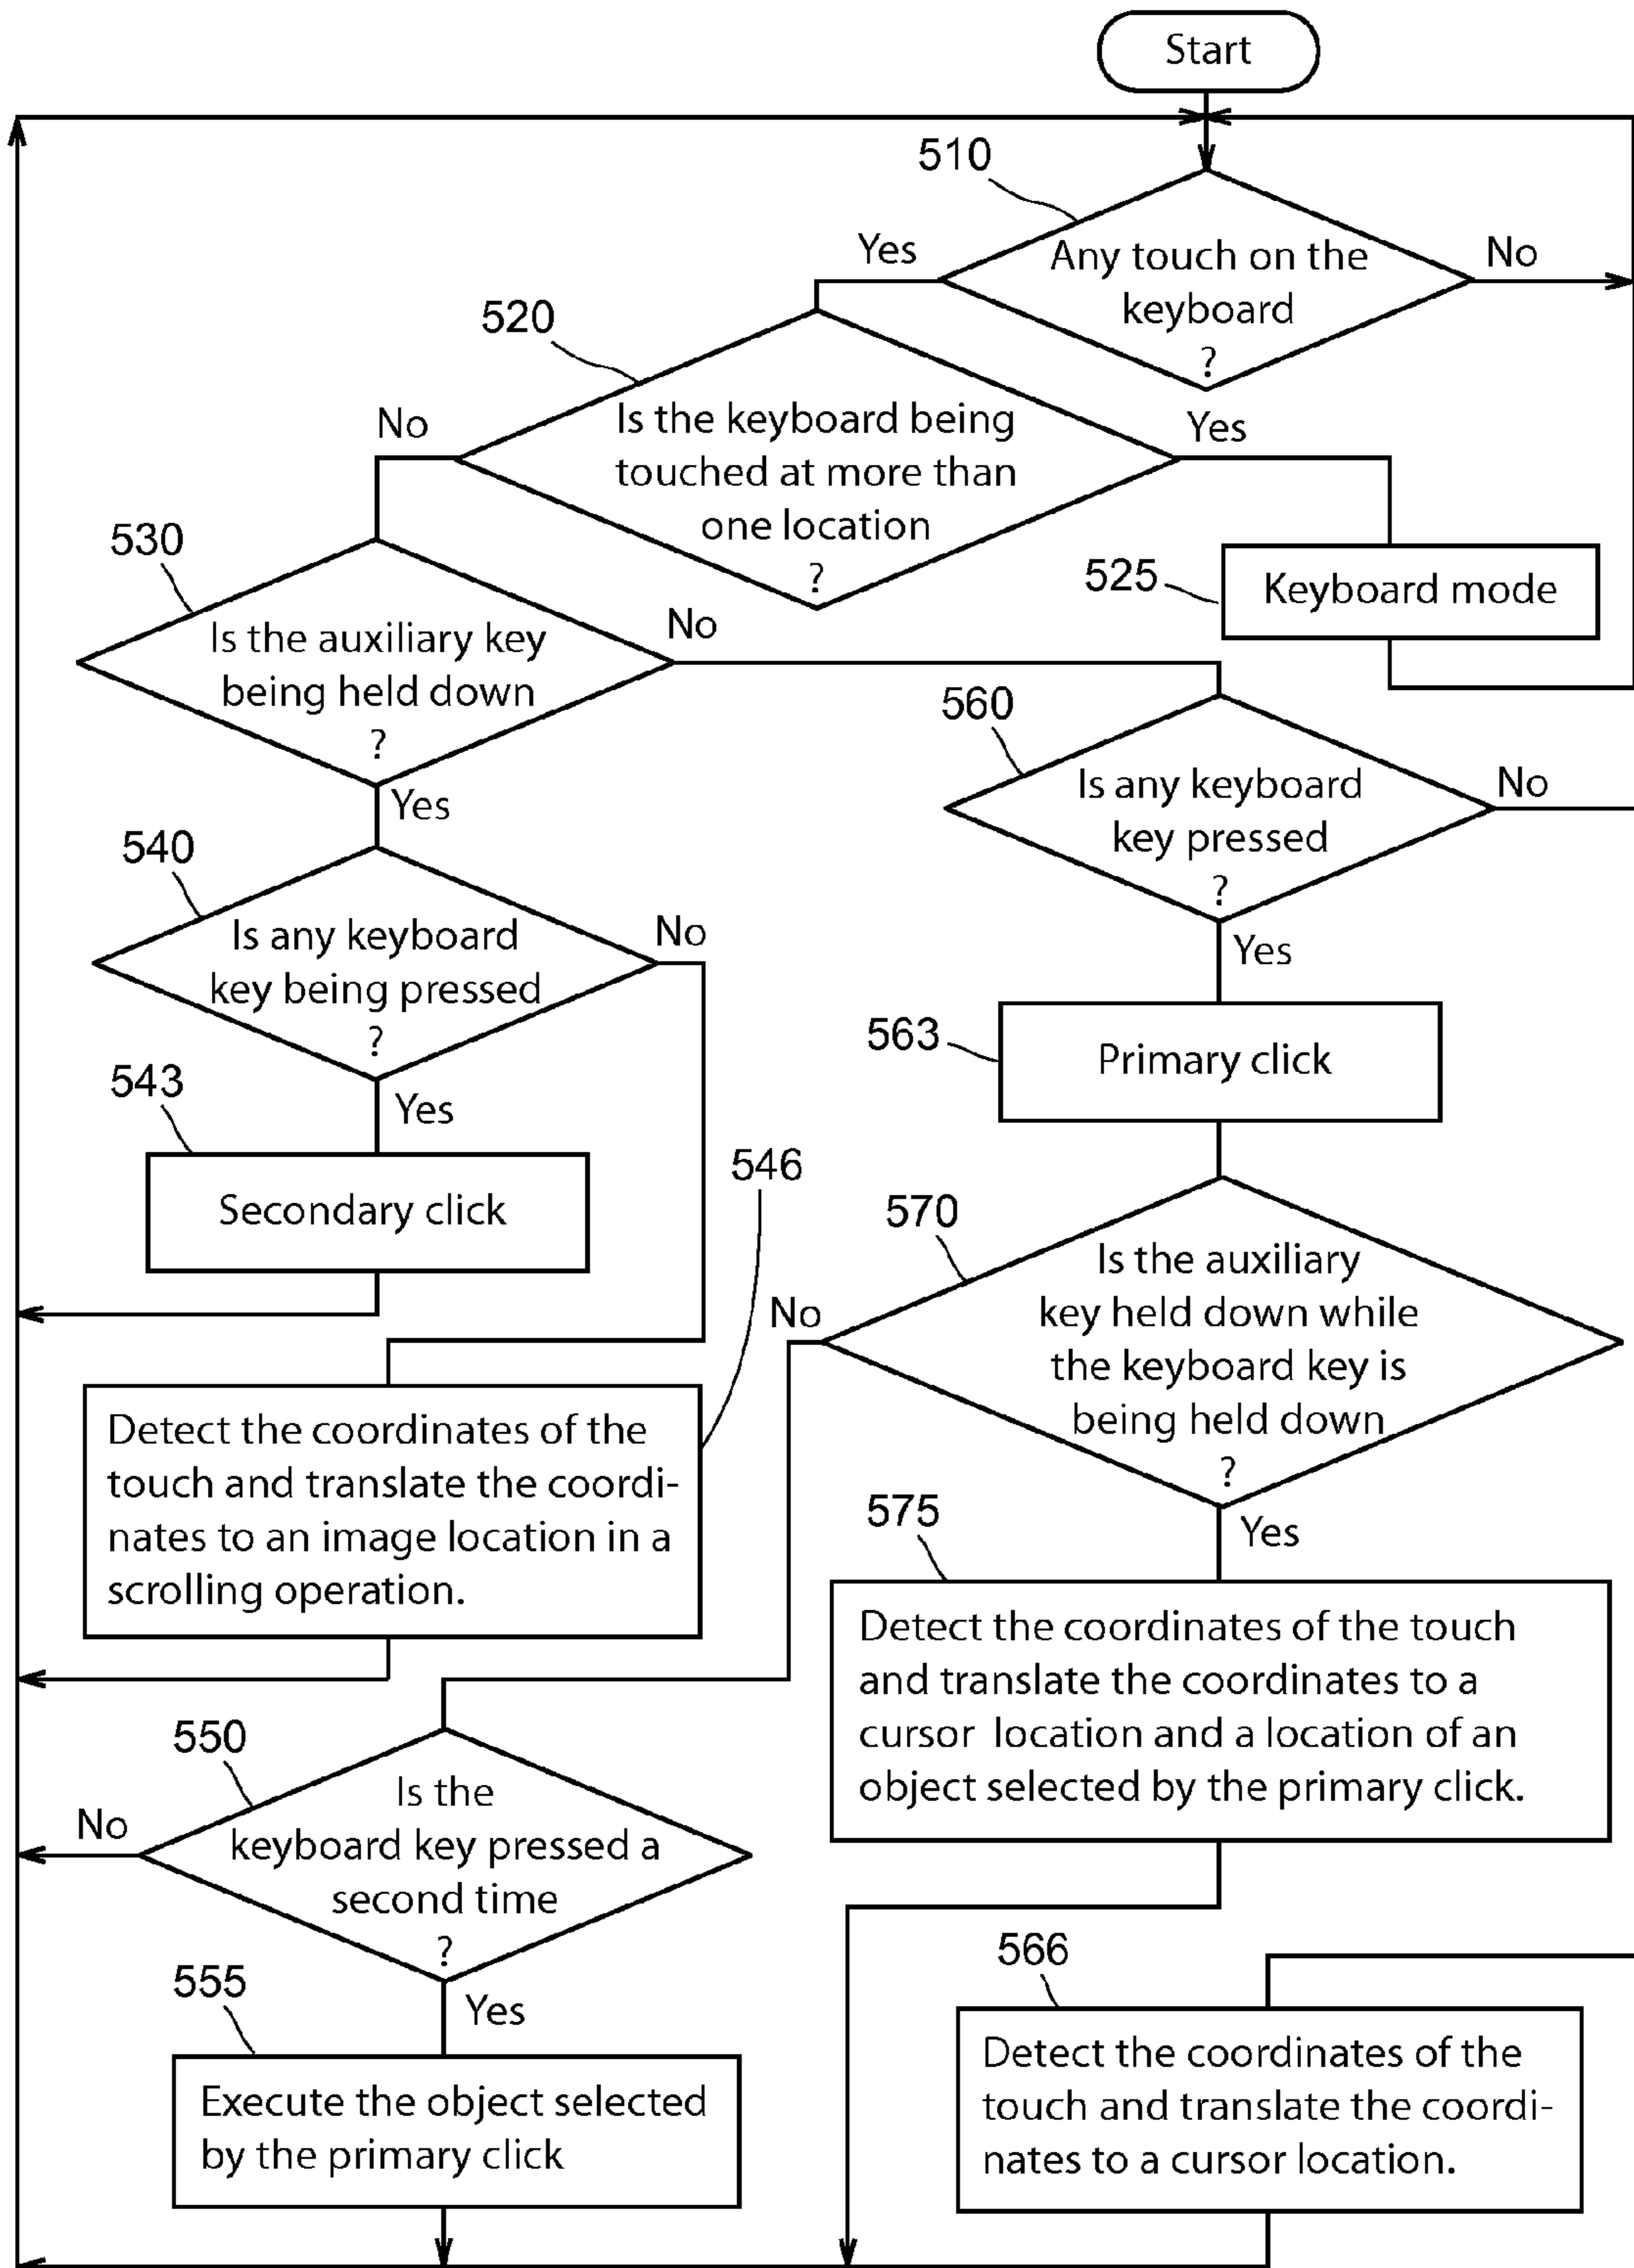 Start
510
Any touch on the
keyboard
?
Yes
No
520
Is the keyboard being
touched at more than
one location
?
No
Yes
525
Keyboard mode
530
Is the auxiliary key
being held down
?
No
Yes
560
Is any keyboard
key pressed
?
No
Yes
540
Is any keyboard
key being pressed
?
No
Yes
563
Primary click
543
Secondary click
546
570
Is the auxiliary
key held down while
the keyboard key is
being held down
?
No
Yes
Detect the coordinates of the
touch and translate the coordi-
nates to an image location in a
scrolling operation.
575
Detect the coordinates of the touch
and translate the coordinates to a
cursor location and a location of an
object selected by the primary click.
550
Is the
keyboard key pressed a
second time
?
No
Yes
555
Execute the object selected
by the primary click
566
Detect the coordinates of the
touch and translate the coordi-
nates to a cursor location.